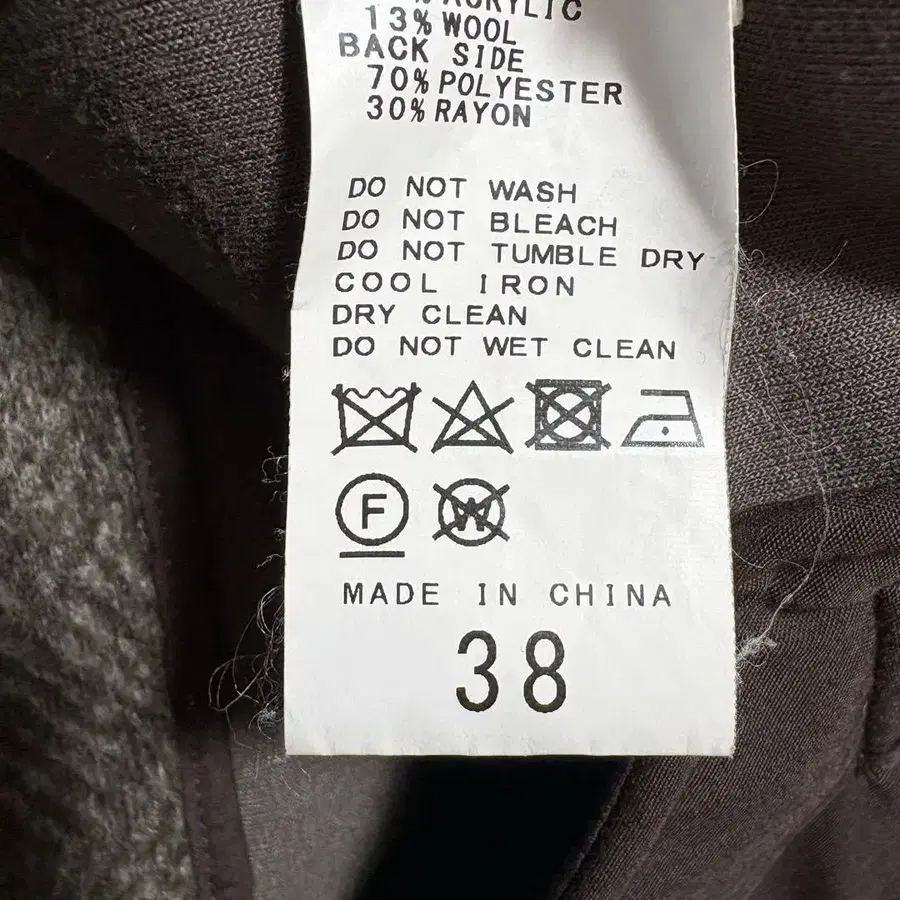 ACRYLIC
13% WOOL
BACK SIDE
70% POLYESTER
30% RAYON
DO NOT WASH
DO NOT BLEACH
DO NOT TUMBLE DRY
COOL IRON
DRY CLEAN
DO NOT WET CLEAN
F W
MADE IN CHINA
38